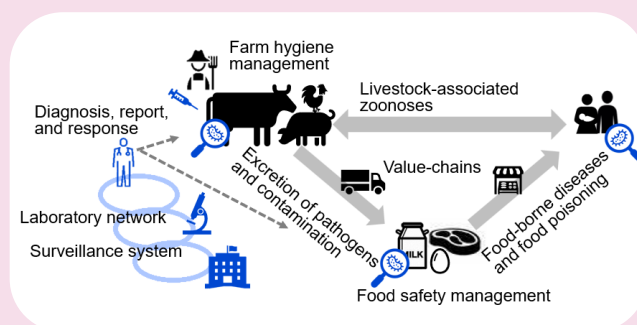 Farm hygiene
management
Livestock-associated
zoonoses
Diagnosis, report,
and response
Value-chains
Excretion of pathogens
and contamination
Food-borne diseases
and food poisoning
Laboratory network
Surveillance system
MILK
Food safety management